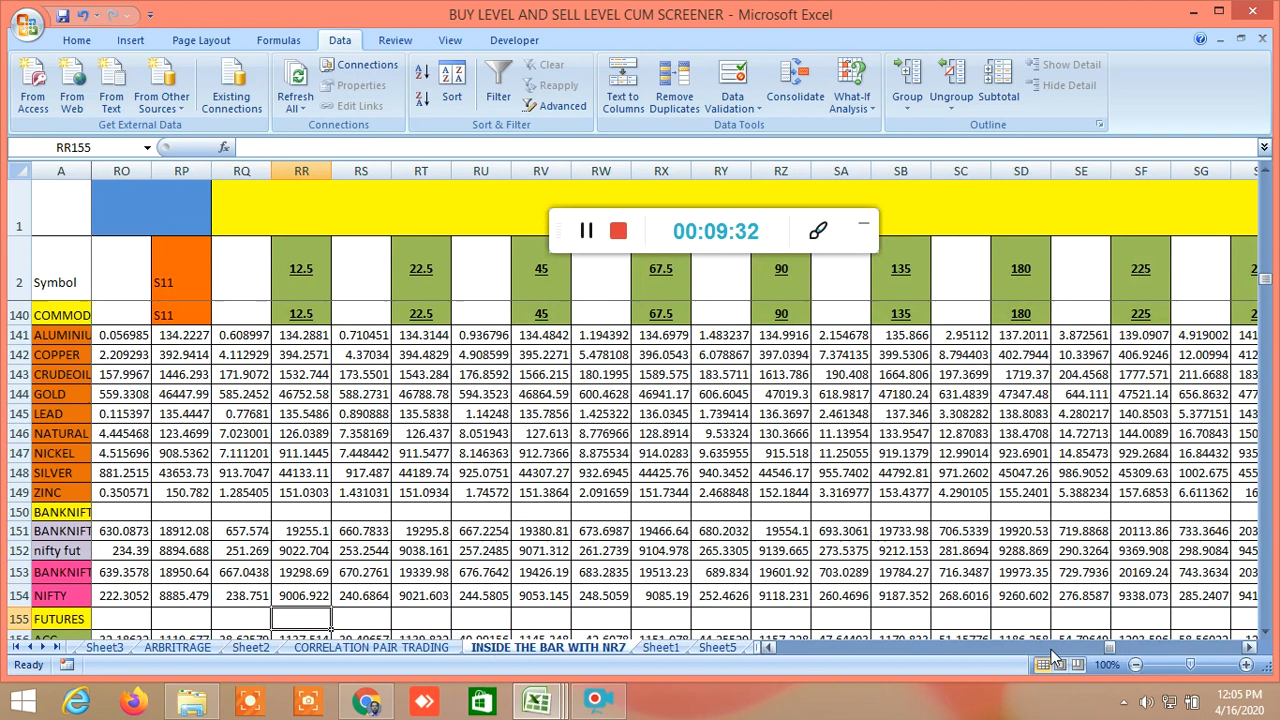 BUY LEVEL AND SELL LEVEL CUM SCREENER - Microsoft Excel
Home Insert Page Layout Formulas Data Review View Developer
From Access From Web From Text From Other Sources Existing Connections
Get External Data
Refresh All Connections Properties Edit Links
Connections
Sort Filter Clear Reapply Advanced
Sort & Filter
Text to Columns Remove Duplicates Data Validation Consolidate What-If Analysis
Data Tools
Group Ungroup Subtotal Show Detail Hide Detail
Outline
RR155 fx
A RO RP RQ RR RS RT RU RV RW RX RY RZ SA SB SC SD SE SF SG
1
00:09:32
2 Symbol S11 12.5 22.5 45 67.5 90 135 180 225
140 COMMOD S11 12.5 22.5 45 67.5 90 135 180 225
141 ALUMINIU 0.056985 134.2227 0.608997 134.2881 0.710451 134.3144 0.936796 134.4842 1.194392 134.6979 1.483237 134.9916 2.154678 135.866 2.95112 137.2011 3.872561 139.0907 4.919002 141
142 COPPER 2.209293 392.9414 4.112929 394.2571 4.37034 394.4829 4.908599 395.2271 5.478108 396.0543 6.078867 397.0394 7.374135 399.5306 8.794403 402.7944 10.33967 406.9246 12.00994 412
143 CRUDEOIL 157.9967 1446.293 171.9072 1532.744 173.5501 1543.284 176.8592 1566.215 180.1995 1589.575 183.5711 1613.786 190.408 1664.806 197.3693 1719.37 204.4568 1777.571 211.6688 183
144 GOLD 559.3308 46447.99 585.2452 46752.58 588.2731 46788.78 594.3523 46864.59 600.4628 46941.17 606.6045 47019.3 618.9817 47180.24 631.4839 47347.48 644.111 47521.14 656.8632 477
145 LEAD 0.115397 135.4447 0.77681 135.5486 0.890888 135.5838 1.14248 135.7856 1.425322 136.0345 1.739414 136.3697 2.461348 137.346 3.308282 138.8083 4.280217 140.8503 5.377151 143
146 NATURAL 4.445468 123.4699 7.023001 126.0389 7.358169 126.437 8.051943 127.613 8.776966 128.8914 9.53324 130.3666 11.13954 133.9547 12.87083 138.4708 14.72713 144.0089 16.70843 150
147 NICKEL 4.515696 908.5362 7.111201 911.1445 7.448442 911.5477 8.146363 912.7366 8.875535 914.0294 9.635955 915.518 11.25055 919.1379 12.99014 923.6901 14.85473 929.2684 16.84432 935
148 SILVER 881.2515 43653.73 913.7047 44133.11 917.487 44189.74 925.0751 44307.27 932.6945 44425.76 940.345 44546.17 955.7402 44792.81 971.2602 45047.26 986.9052 45309.63 1002.675 455
149 ZINC 0.350571 150.782 1.285405 151.0303 1.431031 151.0934 1.74572 151.3864 2.091659 151.7344 2.468848 152.1844 3.316977 153.4377 4.290105 155.2401 5.388234 157.6853 6.611362 16
150 BANKNIFT
151 BANKNIFT 630.0873 18912.08 657.574 19255.1 660.7833 19295.8 667.2254 19380.81 673.6987 19466.64 680.2032 19554.1 693.3061 19733.98 706.5339 19920.53 719.8868 20113.86 733.3646 203
152 nifty fut 234.39 8894.688 251.269 9022.704 253.2544 9038.161 257.2485 9071.312 261.2739 9104.978 265.3305 9139.665 273.5375 9212.153 281.8694 9288.869 290.3264 9369.908 298.9084 945
153 BANKNIFT 639.3578 18950.64 667.0438 19298.69 670.2761 19339.98 676.7642 19426.19 683.2835 19513.23 689.834 19601.92 703.0289 19784.27 716.3487 19973.35 729.7936 20169.24 743.3634 203
154 NIFTY 222.3052 8885.479 238.751 9006.922 240.6864 9021.603 244.5808 9053.145 248.5059 9085.19 252.4626 9118.231 260.4696 9187.352 268.6016 9260.602 276.8586 9338.073 285.2407 941
155 FUTURES
Sheet3 ARBRITRAGE Sheet2 CORRELATION PAIR TRADING INSIDE THE BAR WITH NR7 Sheet1 Sheet5
Ready 100%
12:05 PM
4/16/2020